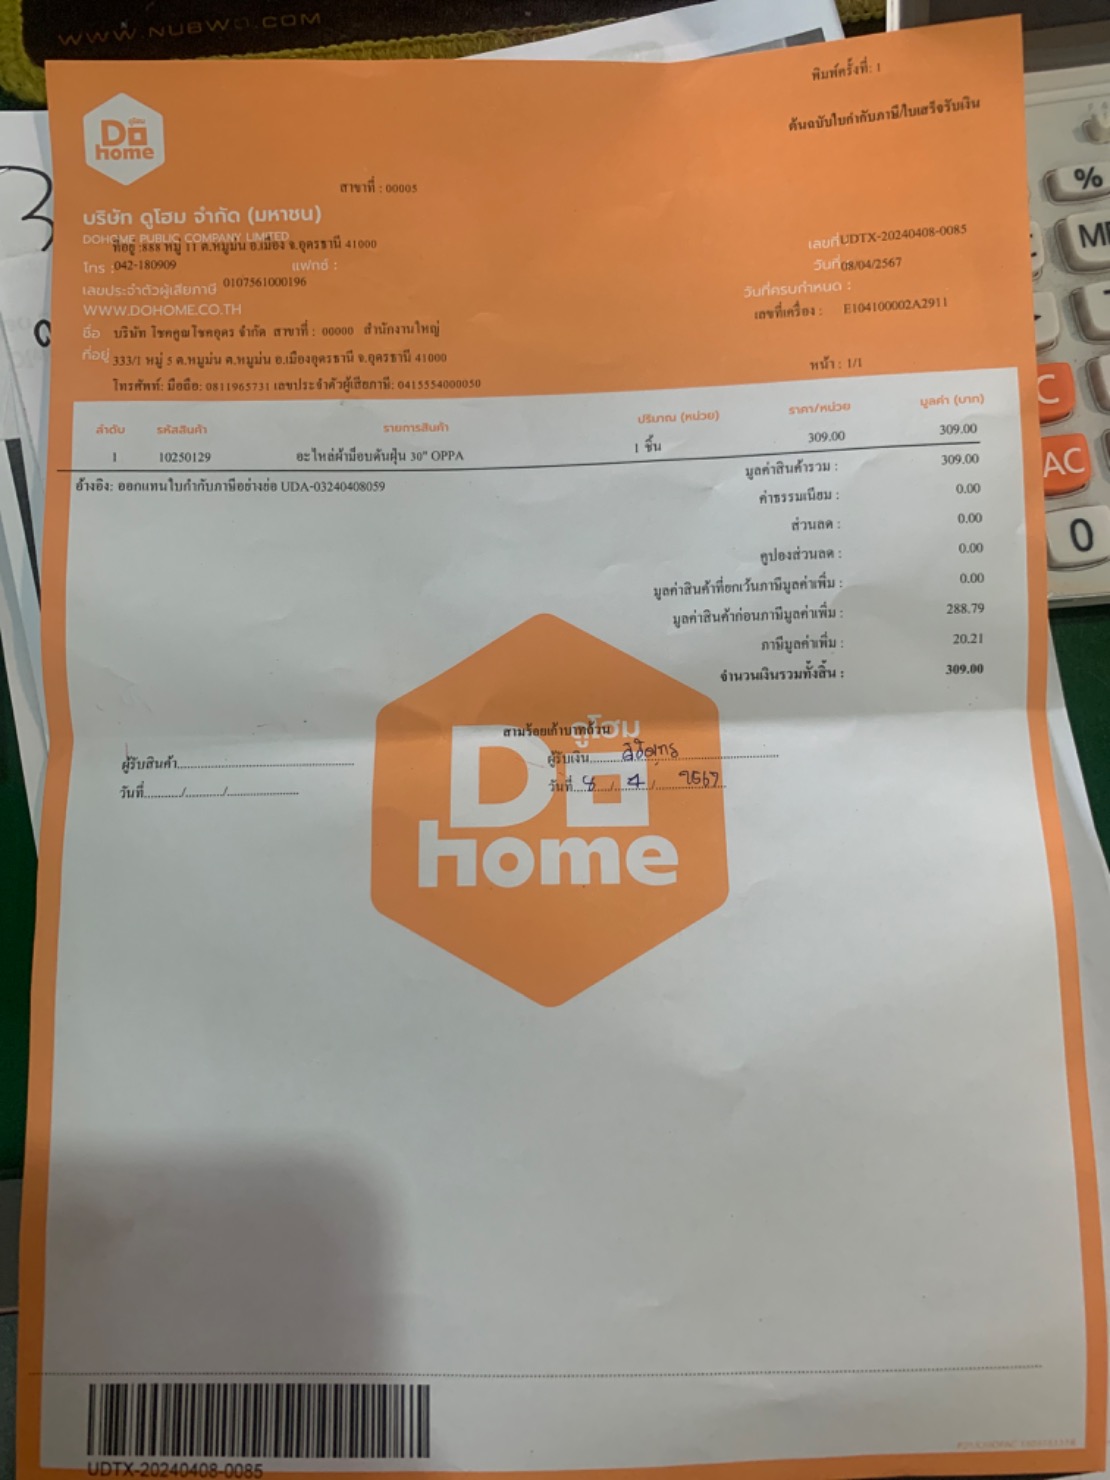 WWW.NUBWO.COM
พิมพ์ครั้งที่: 1
ต้นฉบับใบกำกับภาษี/ใบเสร็จรับเงิน
ดูโฮม
Do
home
สาขาที่ : 00005
บริษัท ดูโฮม จำกัด (มหาชน)
DOHOME PUBLIC COMPANY LIMITED
ที่อยู่ :888 หมู่ 11 ต.หมูม่น อ.เมือง จ.อุดรธานี 41000
เลขที่ UDTX-20240408-0085
โทร : 042-180909 แฟกซ์ :
วันที่ 08/04/2567
เลขประจำตัวผู้เสียภาษี 0107561000196
วันที่ครบกำหนด :
WWW.DOHOME.CO.TH
เลขที่เครื่อง : E104100002A2911
ชื่อ บริษัท โชคคูณโชคอุดร จำกัด สาขาที่ : 00000 สำนักงานใหญ่
ที่อยู่ 333/1 หมู่ 5 ต.หมูม่น ต.หมูม่น อ.เมืองอุดรธานี จ.อุดรธานี 41000
หน้า : 1/1
โทรศัพท์: มือถือ: 0811965731 เลขประจำตัวผู้เสียภาษี: 0415554000050
ลำดับ รหัสสินค้า รายการสินค้า ปริมาณ (หน่วย) ราคา/หน่วย มูลค่า (บาท)
1 10250129 อะไหล่ผ้าม็อบดันฝุ่น 30" OPPA 1 ชิ้น 309.00 309.00
อ้างอิง: ออกแทนใบกำกับภาษีอย่างย่อ UDA-03240408059
มูลค่าสินค้ารวม : 309.00
ค่าธรรมเนียม : 0.00
ส่วนลด : 0.00
คูปองส่วนลด : 0.00
มูลค่าสินค้าที่ยกเว้นภาษีมูลค่าเพิ่ม : 0.00
มูลค่าสินค้าก่อนภาษีมูลค่าเพิ่ม : 288.79
ภาษีมูลค่าเพิ่ม : 20.21
จำนวนเงินรวมทั้งสิ้น : 309.00
สามร้อยเก้าบาทถ้วน
ดูโฮม
ผู้รับสินค้า
ผู้รับเงิน
วันที่ / /
วันที่ 8 / 4 / 2567
Do
home
UDTX-20240408-0085
% 
C
AC
0